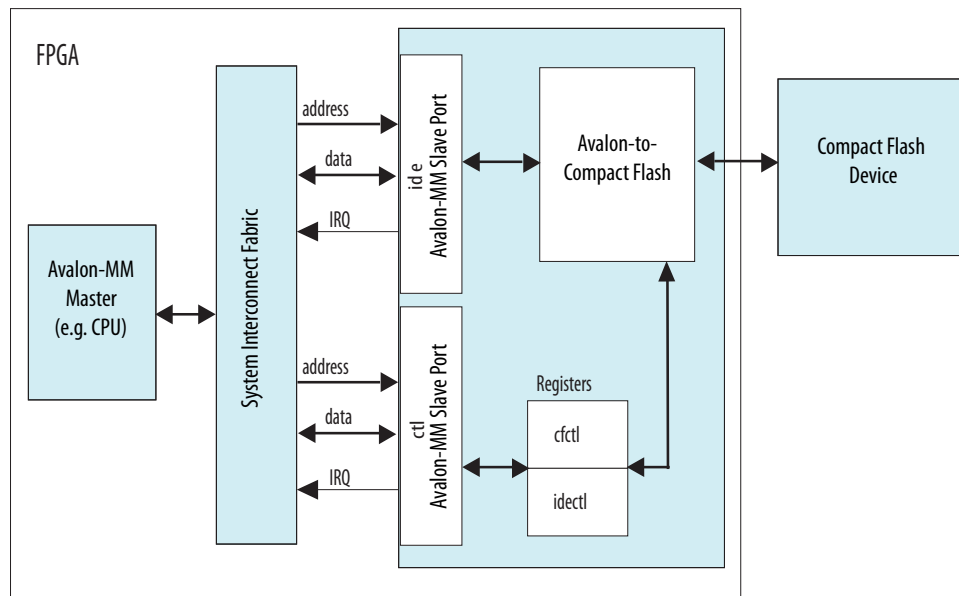 FPGA
Avalon-MM
Master
(e.g. CPU)
System Interconnect Fabric
address
data
IRQ
ide
Avalon-MM Slave Port
Avalon-to-
Compact Flash
Compact Flash
Device
address
data
IRQ
ctl
Avalon-MM Slave Port
Registers
cfctl
idectl